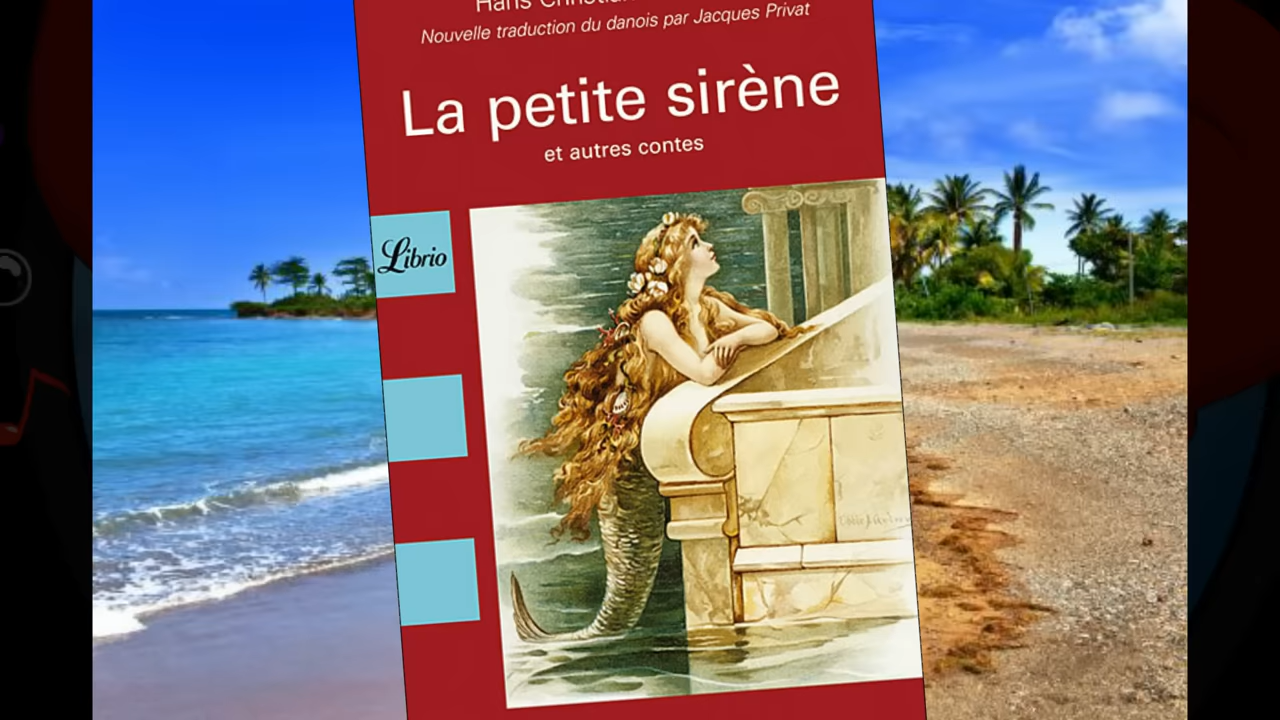 Hans Christian
Nouvelle traduction du danois par Jacques Privat
La petite sirène
et autres contes
Librio